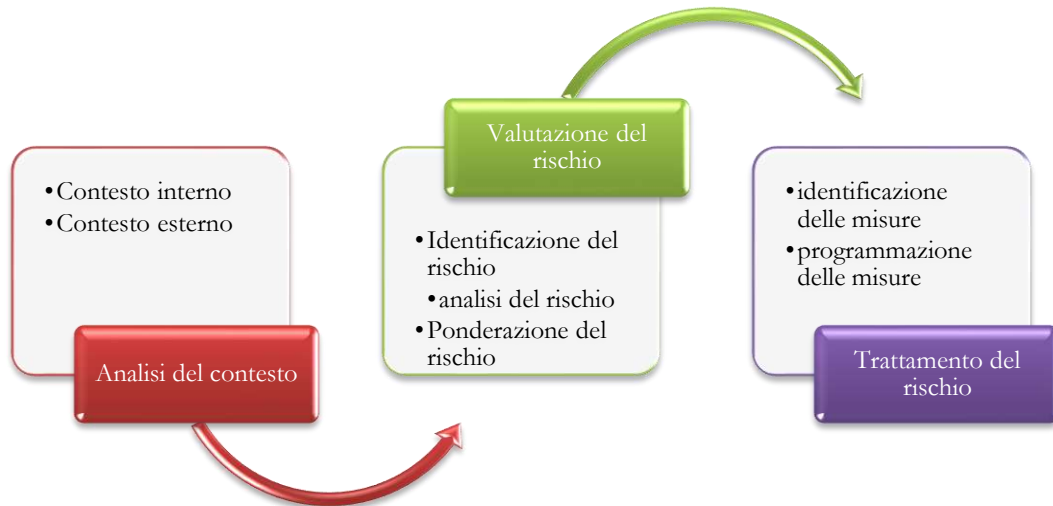 •Contesto interno
•Contesto esterno
Analisi del contesto
Valutazione del
rischio
•Identificazione del
rischio
•analisi del rischio
•Ponderazione del
rischio
•identificazione
delle misure
•programmazione
delle misure
Trattamento del
rischio